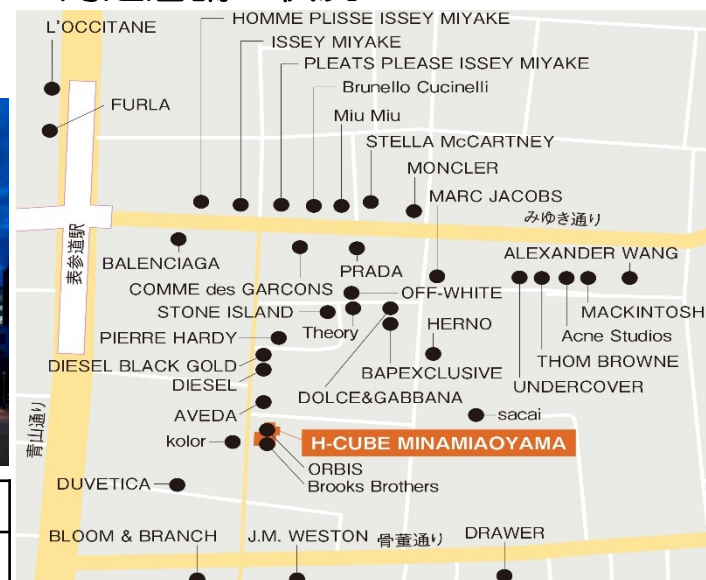 L'OCCITANE
HOMME PLISSE ISSEY MIYAKE
ISSEY MIYAKE
PLEATS PLEASE ISSEY MIYAKE
Brunello Cucinelli
FURLA
Miu Miu
STELLA McCARTNEY
MONCLER
MARC JACOBS
みゆき通り
表参道駅
BALENCIAGA
COMME des GARCONS
PRADA
ALEXANDER WANG
OFF-WHITE
STONE ISLAND
Theory
MACKINTOSH
PIERRE HARDY
HERNO
Acne Studios
DIESEL BLACK GOLD
BAPEXCLUSIVE
THOM BROWNE
DIESEL
DOLCE&GABBANA
UNDERCOVER
AVEDA
sacai
青山通り
kolor
H-CUBE MINAMIAOYAMA
ORBIS
Brooks Brothers
DUVETICA
BLOOM & BRANCH
J.M. WESTON
骨董通り
DRAWER